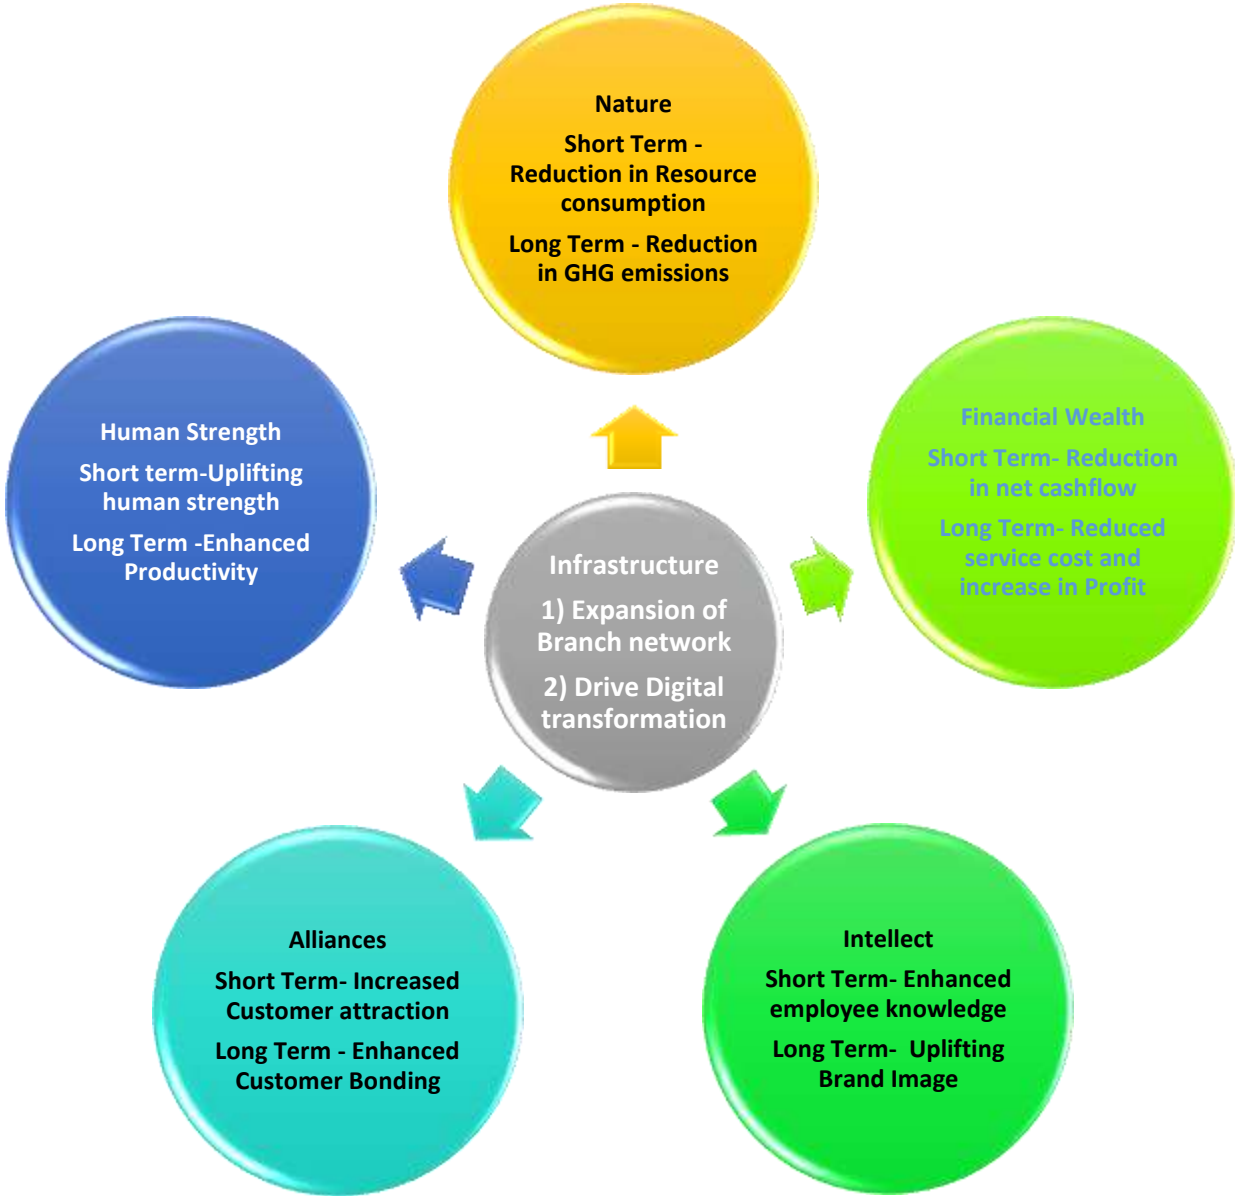 Nature
Short Term -
Reduction in Resource
consumption
Long Term - Reduction
in GHG emissions
Human Strength
Short term-Uplifting
human strength
Long Term -Enhanced
Productivity
Financial Wealth
Short Term- Reduction
in net cashflow
Long Term- Reduced
service cost and
increase in Profit
Infrastructure
1) Expansion of
Branch network
2) Drive Digital
transformation
Alliances
Short Term- Increased
Customer attraction
Long Term - Enhanced
Customer Bonding
Intellect
Short Term- Enhanced
employee knowledge
Long Term-  Uplifting
Brand Image